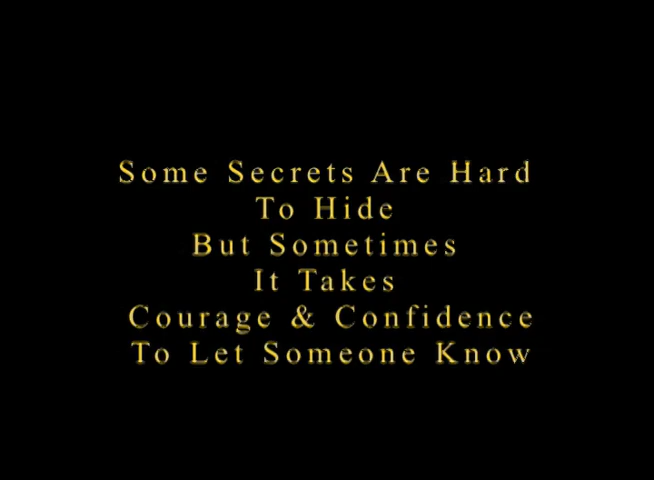 Some Secrets Are Hard
To Hide
But Sometimes
It Takes
Courage & Confidence
To Let Someone Know